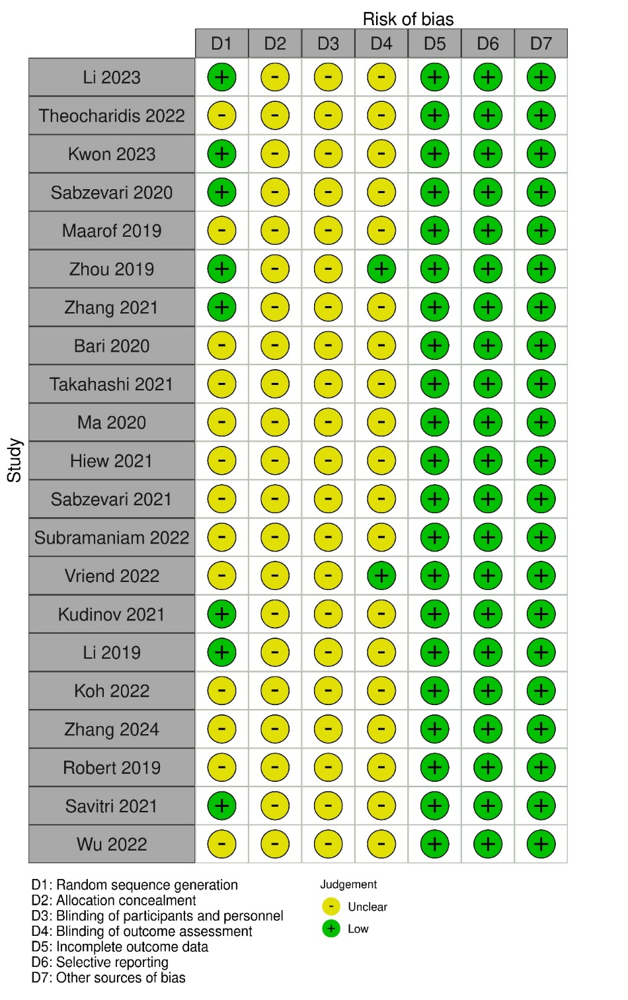 Risk of bias
D1 D2 D3 D4 D5 D6 D7
Li 2023 + - - - + + +
Theocharidis 2022 - - - - + + +
Kwon 2023 + - - - + + +
Sabzevari 2020 + - - - + + +
Maarof 2019 - - - - + + +
Zhou 2019 + - - + + + +
Zhang 2021 + - - - + + +
Bari 2020 - - - - + + +
Takahashi 2021 - - - - + + +
Ma 2020 - - - - + + +
Hiew 2021 - - - - + + +
Sabzevari 2021 - - - - + + +
Subramaniam 2022 - - - - + + +
Vriend 2022 - - - + + + +
Kudinov 2021 + - - - + + +
Li 2019 + - - - + + +
Koh 2022 - - - - + + +
Zhang 2024 - - - - + + +
Robert 2019 - - - - + + +
Savitri 2021 + - - - + + +
Wu 2022 - - - - + + +
Study
D1: Random sequence generation
D2: Allocation concealment
D3: Blinding of participants and personnel
D4: Blinding of outcome assessment
D5: Incomplete outcome data
D6: Selective reporting
D7: Other sources of bias
Judgement
- Unclear
+ Low